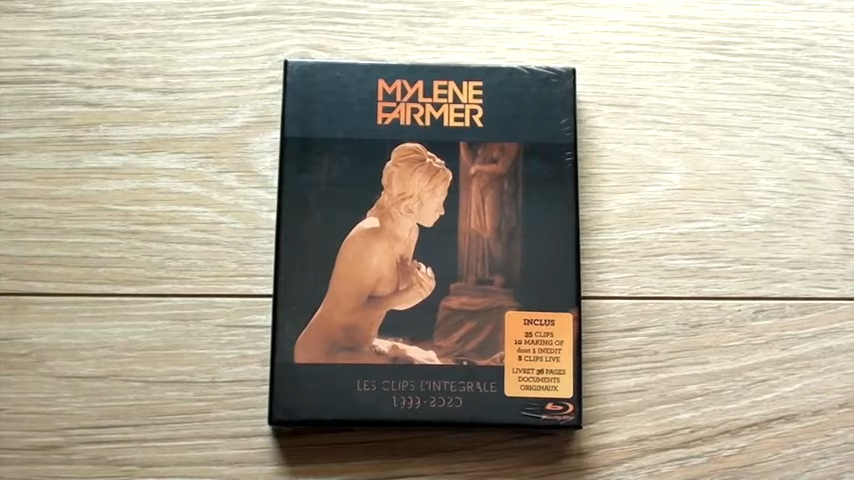 MYLENE
FARMER
INCLUS
35 CLIPS
10 MAKING OF
dont 1 INEDIT
5 CLIPS LIVE
LIVRET 36 PAGES
DOCUMENTS
ORIGINAUX
LES CLIPS L'INTEGRALE
1999-2020